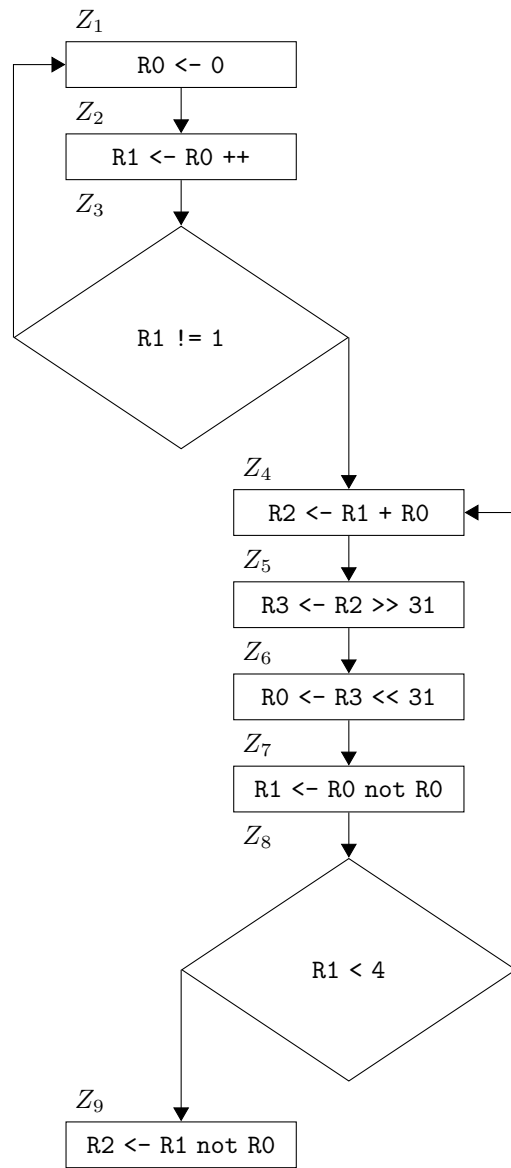 Z1
R0 <- 0
Z2
R1 <- R0 ++
Z3
R1 != 1
Z4
R2 <- R1 + R0
Z5
R3 <- R2 >> 31
Z6
R0 <- R3 << 31
Z7
R1 <- R0 not R0
Z8
R1 < 4
Z9
R2 <- R1 not R0